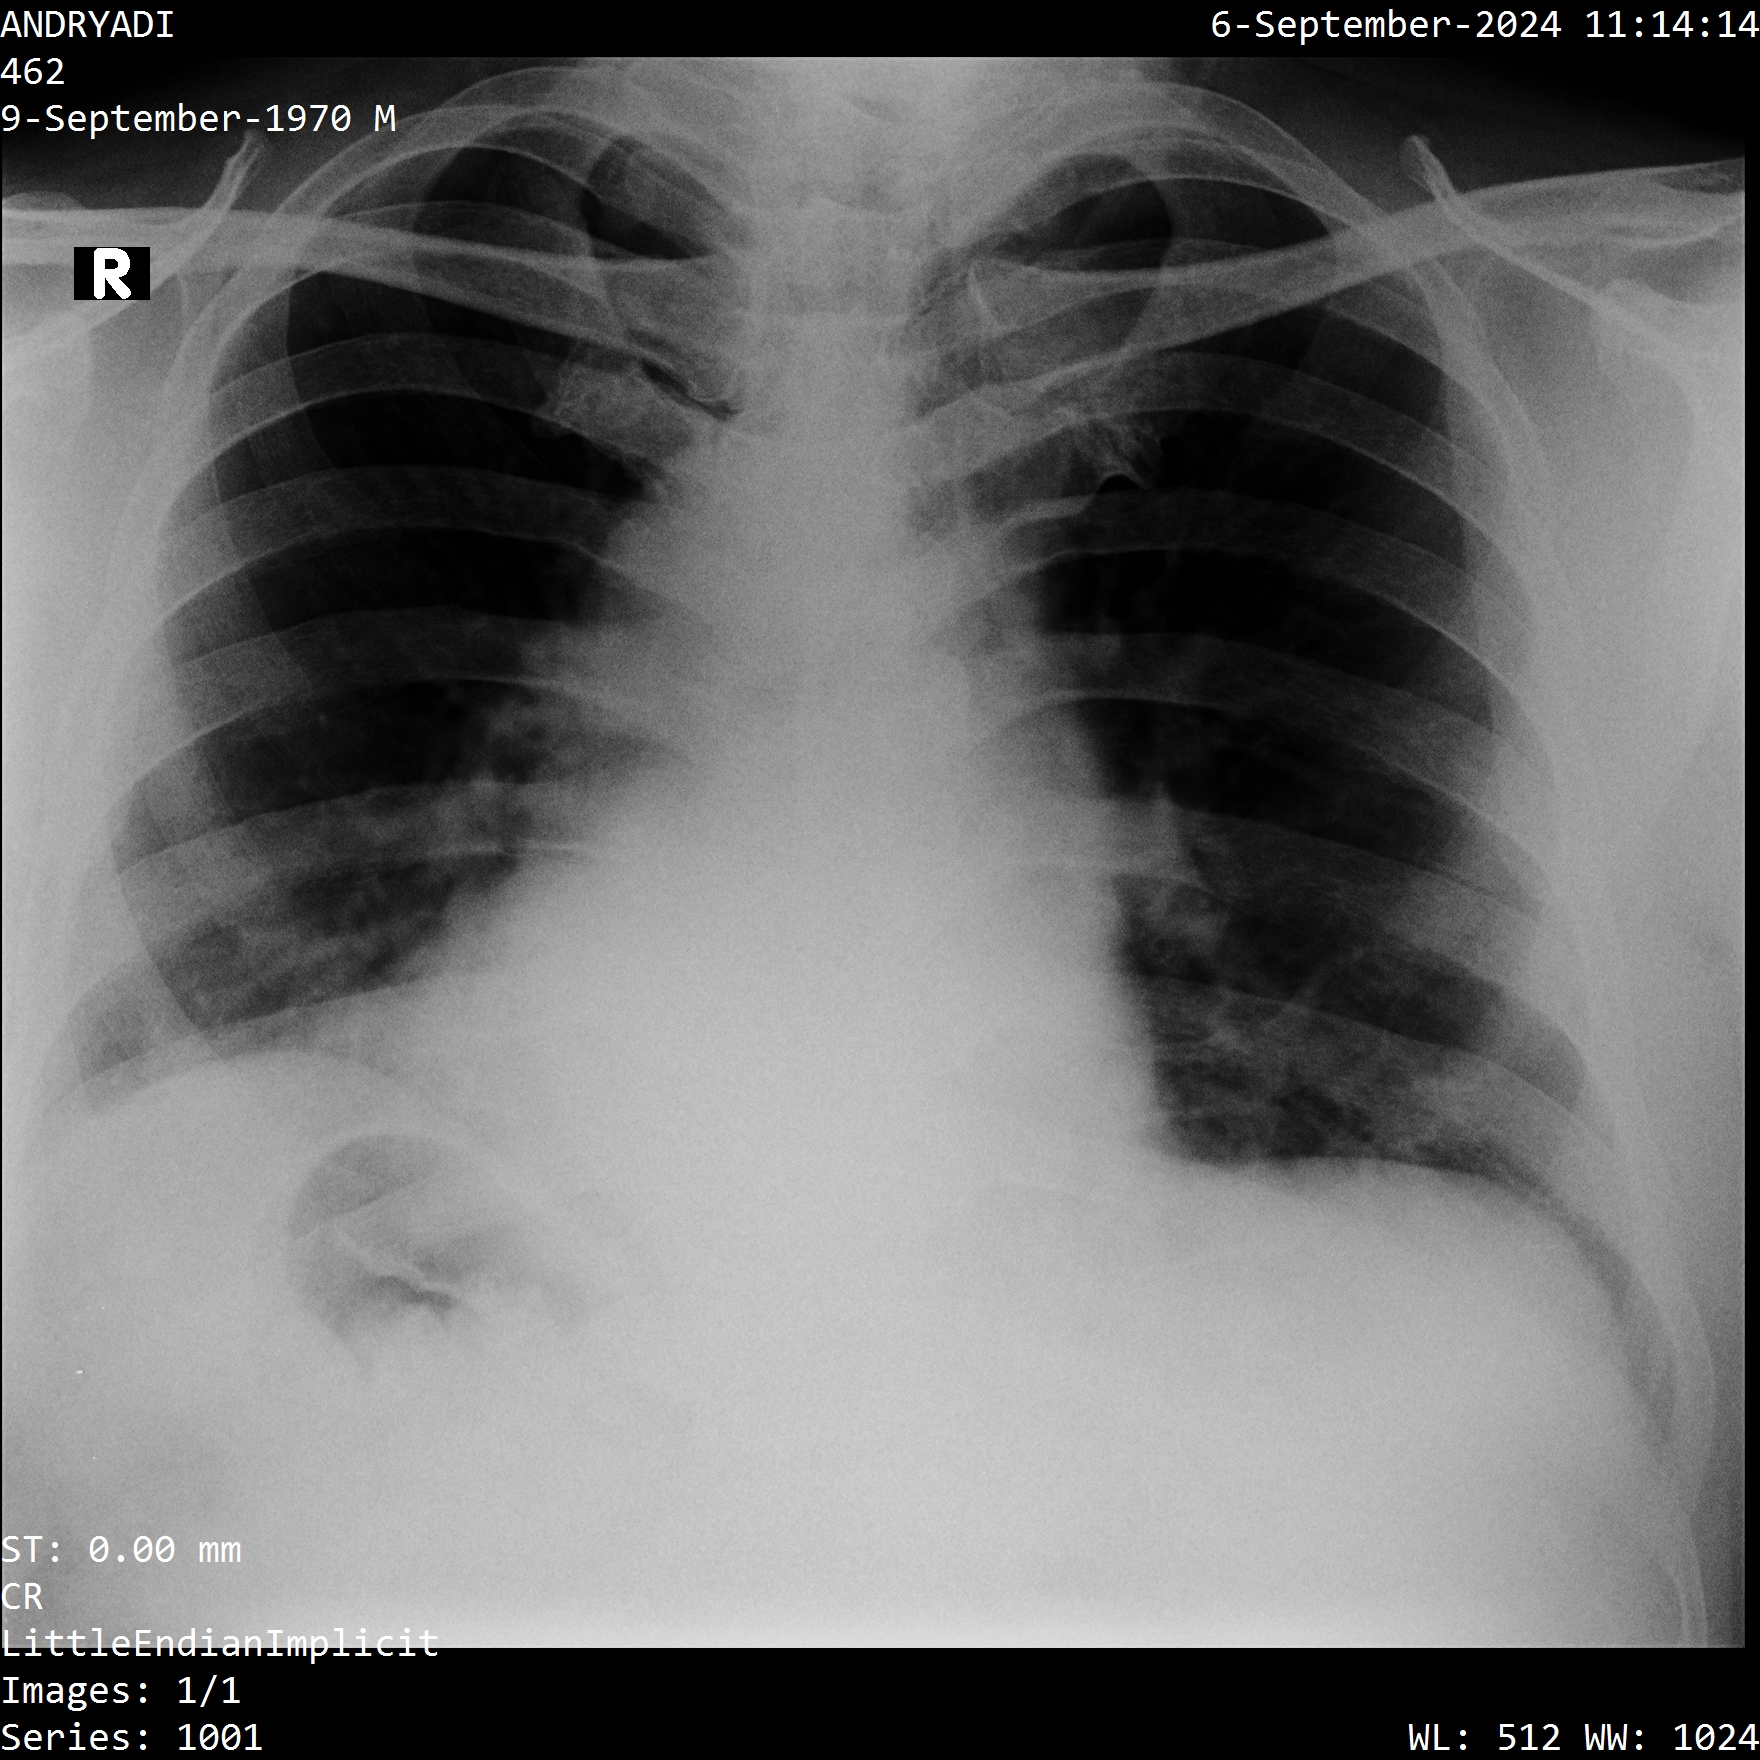 ANDRYADI
6-September-2024 11:14:14
462
9-September-1970 M
R
ST: 0.00 mm
CR
LittleEndianImplicit
Images: 1/1
Series: 1001
WL: 512 WW: 1024